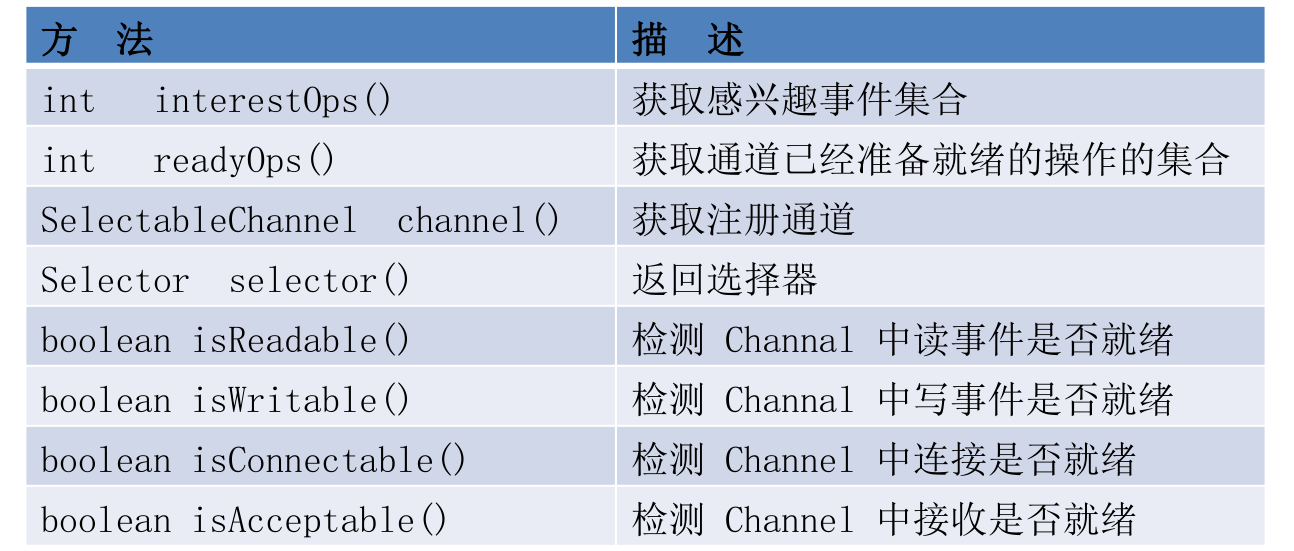 方 法 描 述
int interestOps() 获取感兴趣事件集合
int readyOps() 获取通道已经准备就绪的操作的集合
SelectableChannel channel() 获取注册通道
Selector selector() 返回选择器
boolean isReadable() 检测 Channal 中读事件是否就绪
boolean isWritable() 检测 Channal 中写事件是否就绪
boolean isConnectable() 检测 Channel 中连接是否就绪
boolean isAcceptable() 检测 Channel 中接收是否就绪